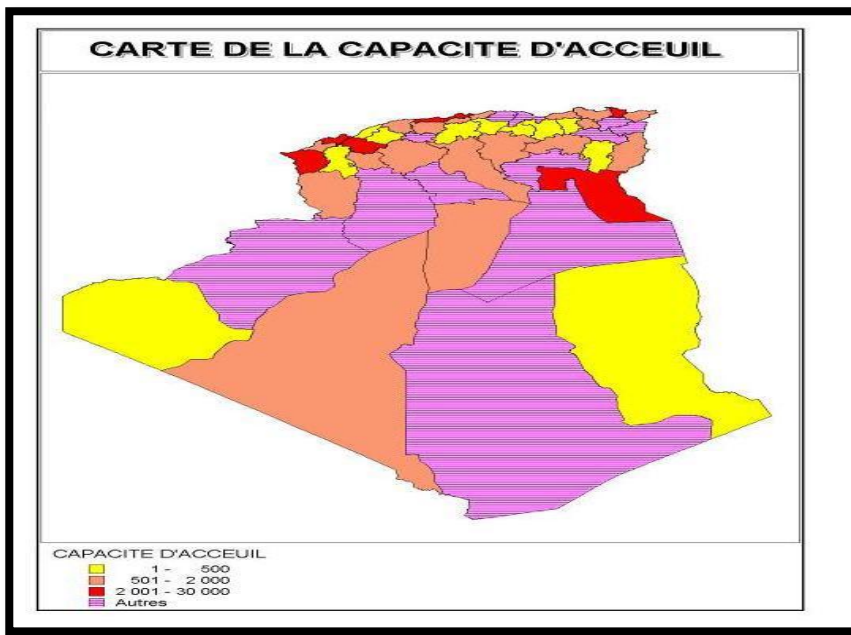 CARTE DE LA CAPACITE D'ACCEUIL
CAPACITE D'ACCEUIL
1 - 500
501 - 2 000
2 001 - 30 000
Autres